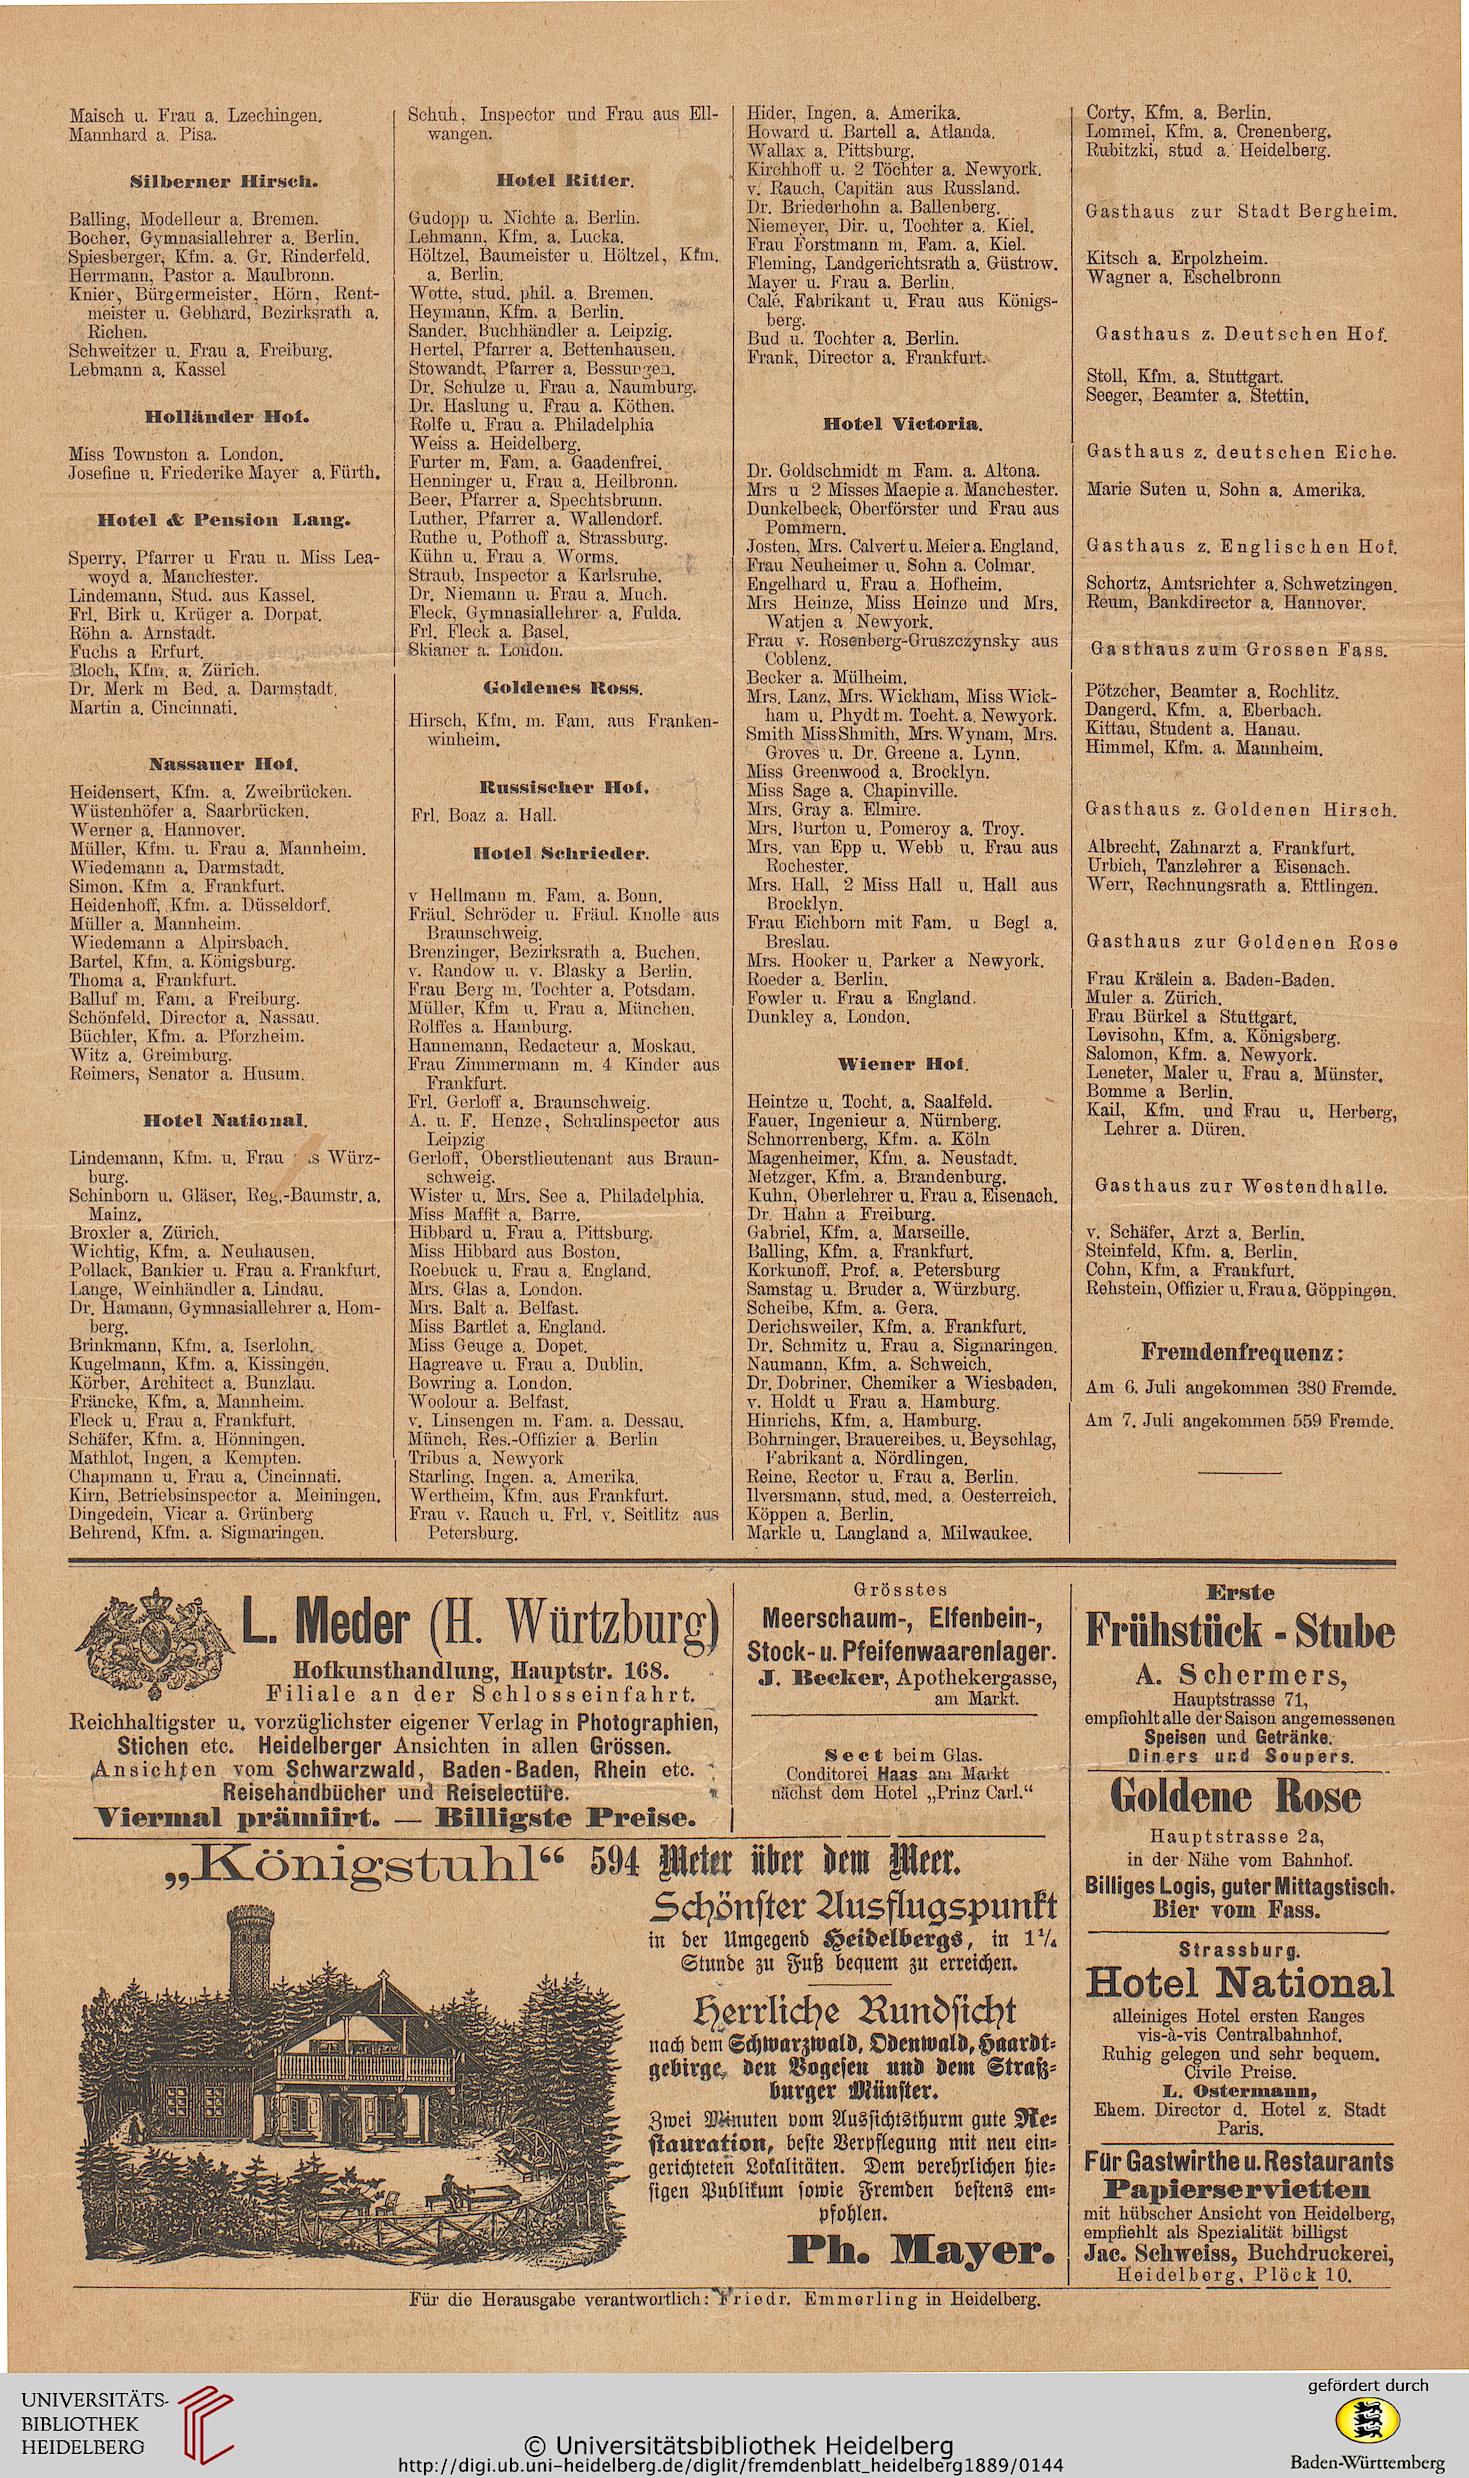 Maisch u. Frau a. Lzechingen.
Mannhard a. Pisa.
Silberner Hirsch.
Balling, Modelleur a. Bremen.
Bocher, Gymnasiallehrer a. Berlin.
Spiesberger, Kfm. a. Gr. Rinderfeld.
Herrmann, Pastor a. Maulbronn.
Knier, Bürgermeister, Hörn, Rent-
meister u. Gebhard, Bezirksrath a.
Richen.
Schweitzer u. Frau a. Freiburg.
Lebmann a. Kassel
Holländer Hof.
Miss Townston a. London.
Josefine u. Friederike Mayer a. Fürth.
Hotel & Pension Lang.
Sperry, Pfarrer u Frau u. Miss Lea-
woyd a. Manchester.
Lindemann, Stud. aus Kassel.
Frl. Birk u. Krüger a. Dorpat.
Röhn a. Arnstadt.
Fuchs a Erfurt.
Bloch, Kfm. a. Zürich.
Dr. Merk m Bed. a. Darmstadt.
Martin a. Cincinnati.
Nassauer Hof.
Heidensert, Kfm. a. Zweibrücken.
Wüstenhöfer a. Saarbrücken.
Werner a. Hannover.
Müller, Kfm. u. Frau a. Mannheim.
Wiedemann a. Darmstadt.
Simon, Kfm a. Frankfurt.
Heidenhoff, Kfm. a. Düsseldorf.
Müller a. Mannheim.
Wiedemann a Alpirsbach.
Bartel, Kfm. a. Königsburg.
Thoma a. Frankfurt.
Balluf m. Fam. a Freiburg.
Schönfeld, Director a. Nassau.
Büchler, Kfm. a. Pforzheim.
Witz a. Greimburg.
Reimers, Senator a. Husum.
Hotel National.
Lindemann, Kfm. u. Frau Würz-
burg.
Schinborn u. Gläser, Reg.-Baumstr. a.
Mainz.
Broxler a. Zürich.
Wichtig, Kfm. a. Neuhausen.
Pollack, Bankier u. Frau a. Frankfurt.
Lange, Weinhändler a. Lindau.
Dr. Hamann, Gymnasiallehrer a. Hom-
berg.
Brinkmann, Kfm. a. Iserlohn.
Kugelmann, Kfm. a. Kissingen.
Körber, Architect a. Bunzlau.
Fräncke, Kfm. a. Mannheim.
Fleck u. Frau a. Frankfurt.
Schäfer, Kfm. a. Hönningen.
Mathlot, Ingen. a Kempten.
Chapmann u. Frau a. Cincinnati.
Kirn, Betriebsinspector a. Meiningen.
Dingedein, Vicar a. Grünberg
Behrend, Kfm. a. Sigmaringen.
Schuh, Inspector und Frau aus Ell-
wangen.
Hotel Ritter.
Gudopp u. Nichte a. Berlin.
Lehmann, Kfm. a. Lucka.
Höltzel, Baumeister u. Höltzel, Kfm.
a. Berlin.
Wotte, stud. phil. a. Bremen.
Heymann, Kfm. a. Berlin.
Sander, Buchhändler a. Leipzig.
Hertel, Pfarrer a. Bettenhausen.
Stowandt, Pfarrer a. Bessungen.
Dr. Schulze u. Frau a. Naumburg.
Dr. Haslung u. Frau a. Köthen.
Rolfe u. Frau a. Philadelphia
Weiss a. Heidelberg.
Furter m. Fam. a. Gaadenfrei.
Henninger u. Frau a. Heilbronn.
Beer, Pfarrer a. Spechtsbrunn.
Luther, Pfarrer a. Wallendorf.
Ruthe u. Pothoff a. Strassburg.
Kühn u. Frau a. Worms.
Straub, Inspector a Karlsruhe.
Dr. Niemann u. Frau a. Much.
Fleck, Gymnasiallehrer a. Fulda.
Frl. Fleck a. Basel.
Skianer a. London.
Goldenes Ross.
Hirsch, Kfm. m. Fam. aus Franken-
winheim.
Russischer Hof.
Frl. Boaz a. Hall.
Hotel Schrieder.
v Hellmann m. Fam. a. Bonn.
Fräul. Schröder u. Fräul. Knolle aus
Braunschweig.
Brenzinger, Bezirksrath a. Buchen.
v. Randow u. v. Blasky a Berlin.
Frau Berg m. Tochter a. Potsdam.
Müller, Kfm u. Frau a. München.
Rolffes a. Hamburg.
Hannemann, Redacteur a. Moskau.
Frau Zimmermann m. 4 Kinder aus
Frankfurt.
Frl. Gerloff a. Braunschweig.
A. u. F. Henze, Schulinspector aus
Leipzig
Gerloff, Oberstlieutenant aus Braun-
schweig.
Wister u. Mrs. See a. Philadelphia.
Miss Maffit a. Barre.
Hibbard u. Frau a. Pittsburg.
Miss Hibbard aus Boston.
Roebuck u. Frau a. England.
Mrs. Glas a. London.
Mrs. Balt a. Belfast.
Miss Bartlet a. England.
Miss Geuge a. Dopet.
Hagreave u. Frau a. Dublin.
Bowring a. London.
Woolour a. Belfast.
v. Linsengen m. Fam. a. Dessau.
Münch, Res.-Offizier a. Berlin
Tribus a. Newyork
Starling, Ingen. a. Amerika.
Wertheim, Kfm. aus Frankfurt.
Frau v. Rauch u. Frl. v. Seitlitz aus
Petersburg.
Hider, Ingen. a. Amerika.
Howard u. Bartell a. Atlanda.
Wallax a. Pittsburg.
Kirchhoff u. 2 Töchter a. Newyork.
v. Rauch, Capitän aus Russland.
Dr. Briederhohn a. Ballenberg.
Niemeyer, Dir. u. Tochter a. Kiel.
Frau Forstmann m. Fam. a. Kiel.
Fleming, Landgerichtsrath a. Güstrow.
Mayer u. Frau a. Berlin.
Calé, Fabrikant u. Frau aus Königs-
berg.
Bud u. Tochter a. Berlin.
Frank, Director a. Frankfurt.
Hotel Victoria.
Dr. Goldschmidt m Fam. a. Altona.
Mrs u 2 Misses Maepie a. Manchester.
Dunkelbeck, Oberförster und Frau aus
Pommern.
Josten, Mrs. Calvert u. Meier a. England.
Frau Neuheimer u. Sohn a. Colmar.
Engelhard u. Frau a. Hofheim.
Mrs Heinze, Miss Heinze und Mrs.
Watjen a Newyork.
Frau v. Rosenberg-Gruszczynsky aus
Coblenz.
Becker a. Mülheim.
Mrs. Lanz, Mrs. Wickham, Miss Wick-
ham u. Phydt m. Tocht. a. Newyork.
Smith Miss Shmith, Mrs. Wynam, Mrs.
Groves u. Dr. Greene a. Lynn.
Miss Greenwood a. Brocklyn.
Miss Sage a. Chapinville.
Mrs. Gray a. Elmire.
Mrs. Burton u. Pomeroy a. Troy.
Mrs. van Epp u. Webb u. Frau aus
Rochester.
Mrs. Hall, 2 Miss Hall u. Hall aus
Brocklyn.
Frau Eichborn mit Fam. u Begl a.
Breslau.
Mrs. Hooker u. Parker a Newyork.
Roeder a. Berlin.
Fowler u. Frau a England.
Dunkley a. London.
Wiener Hof.
Heintze u. Tocht. a. Saalfeld.
Fauer, Ingenieur a. Nürnberg.
Schnorrenberg, Kfm. a. Köln
Magenheimer, Kfm. a. Neustadt.
Metzger, Kfm. a. Brandenburg.
Kuhn, Oberlehrer u. Frau a. Eisenach.
Dr. Hahn a Freiburg.
Gabriel, Kfm. a. Marseille.
Balling, Kfm. a. Frankfurt.
Korkunoff, Prof. a. Petersburg
Samstag u. Bruder a. Würzburg.
Scheibe, Kfm. a. Gera.
Derichsweiler, Kfm. a. Frankfurt.
Dr. Schmitz u. Frau a. Sigmaringen.
Naumann, Kfm. a. Schweich.
Dr. Dobriner, Chemiker a Wiesbaden.
v. Holdt u Frau a. Hamburg.
Hinrichs, Kfm. a. Hamburg.
Bohrninger, Brauereibes. u. Beyschlag,
Fabrikant a. Nördlingen.
Reine, Rector u. Frau a. Berlin.
Ilversmann, stud. med. a. Oesterreich.
Köppen a. Berlin.
Markle u. Langland a. Milwaukee.
Corty, Kfm. a. Berlin.
Lommel, Kfm. a. Crenenberg.
Rubitzki, stud a. Heidelberg.
Gasthaus zur Stadt Bergheim.
Kitsch a. Erpolzheim.
Wagner a. Eschelbronn
Gasthaus z. Deutschen Hof.
Stoll, Kfm. a. Stuttgart.
Seeger, Beamter a. Stettin.
Gasthaus z. deutschen Eiche.
Marie Suten u. Sohn a. Amerika.
Gasthaus z. Englischen Hof.
Schortz, Amtsrichter a. Schwetzingen.
Reum, Bankdirector a. Hannover.
Gasthaus zum Grossen Fass.
Pötzcher, Beamter a. Rochlitz.
Dangerd, Kfm. a. Eberbach.
Kittau, Student a. Hanau.
Himmel, Kfm. a. Mannheim.
Gasthaus z. Goldenen Hirsch.
Albrecht, Zahnarzt a. Frankfurt.
Urbich, Tanzlehrer a Eisenach.
Werr, Rechnungsrath a. Ettlingen.
Gasthaus zur Goldenen Rose
Frau Krälein a. Baden-Baden.
Muler a. Zürich.
Frau Bürkel a Stuttgart.
Levisohn, Kfm. a. Königsberg.
Salomon, Kfm. a. Newyork.
Leneter, Maler u. Frau a. Münster.
Bomme a Berlin.
Kail, Kfm. und Frau u. Herberg,
Lehrer a. Düren.
Gasthaus zur Westendhalle.
v. Schäfer, Arzt a. Berlin.
Steinfeld, Kfm. a. Berlin.
Cohn, Kfm. a Frankfurt.
Rehstein, Offizier u. Frau a. Göppingen.
Fremdenfrequenz:
Am 6. Juli angekommen 380 Fremde.
Am 7. Juli angekommen 559 Fremde.
L. Meder (H. Würtzburg)
Hofkunsthandlung, Hauptstr. 168.
Filiale an der Schlosseinfahrt.
Reichhaltigster u. vorzüglichster eigener Verlag in Photographien,
Stichen etc. Heidelberger Ansichten in allen Grössen.
Ansichten vom Schwarzwald, Baden-Baden, Rhein etc.
Reisehandbücher und Reiselectüre.
Viermal prämiirt. — Billigste Preise.
Grösstes
Meerschaum-, Elfenbein-,
Stock- u. Pfeifenwaarenlager.
J. Becker, Apothekergasse,
am Markt.
Sect beim Glas.
Conditorei Haas am Markt
nächst dem Hotel „Prinz Carl.“
„Königstuhl“ 594 Meter über dem Meer.
Schönster Ausflugspunkt
in der Umgegend Heidelbergs, in 1¼
Stunde zu Fuß bequem zu erreichen.
Herrliche Rundsicht
nach dem Schwarzwald, Odenwald, Haardt-
gebirge, den Vogesen und dem Straß-
burger Münster.
Zwei Minuten vom Aussichtsthurm gute Re-
stauration, beste Verpflegung mit neu ein-
gerichteten Lokalitäten. Dem verehrlichen hie-
sigen Publikum sowie Fremden bestens em-
pfohlen.
Ph. Mayer.
Erste
Frühstück - Stube
A. Schermers,
Hauptstrasse 71,
empfiehlt alle der Saison angemessenen
Speisen und Getränke.
Diners und Soupers.
Goldene Rose
Hauptstrasse 2a,
in der Nähe vom Bahnhof.
Billiges Logis, guter Mittagstisch.
Bier vom Fass.
Strassburg.
Hotel National
alleiniges Hotel ersten Ranges
vis-à-vis Centralbahnhof.
Ruhig gelegen und sehr bequem.
Civile Preise.
L. Ostermann,
Ehem. Director d. Hotel z. Stadt
Paris.
Für Gastwirthe u. Restaurants
Papierservietten
mit hübscher Ansicht von Heidelberg,
empfiehlt als Spezialität billigst
Jac. Schweiss, Buchdruckerei,
Heidelberg, Plöck 10.
Für die Herausgabe verantwortlich: Friedr. Emmerling in Heidelberg.
UNIVERSITÄTS-
BIBLIOTHEK
HEIDELBERG
© Universitätsbibliothek Heidelberg
http://digi.ub.uni-heidelberg.de/diglit/fremdenblatt_heidelberg1889/0144
gefördert durch
Baden-Württemberg